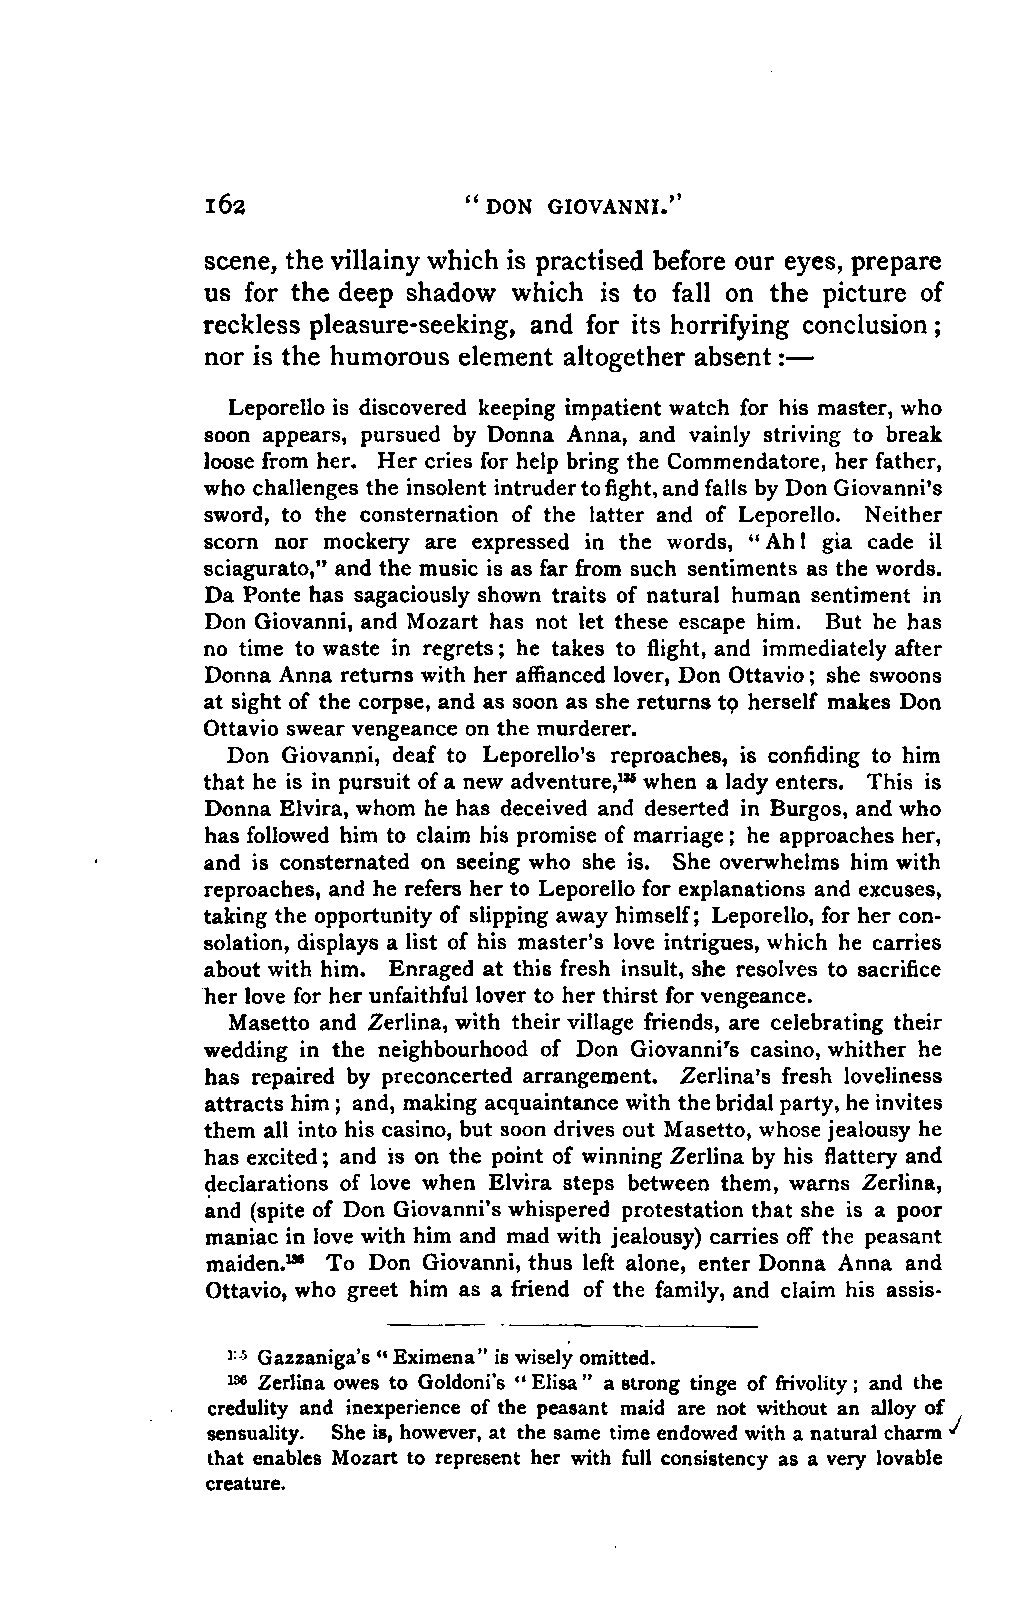 162 "DON GIOVANNI."
scene, the villainy which is practised before our eyes, prepare
us for the deep shadow which is to fall on the picture of
reckless pleasure-seeking, and for its horrifying conclusion;
nor is the humorous element altogether absent:—
Leporello is discovered keeping impatient watch for his master, who
soon appears, pursued by Donna Anna, and vainly striving to break
loose from her. Her cries for help bring the Commendatore, her father,
who challenges the insolent intruder to fight, and falls by Don Giovanni's
sword, to the consternation of the latter and of Leporello. Neither
scorn nor mockery are expressed in the words, "Ah! gia cade il
sciagurato," and the music is as far from such sentiments as the words.
Da Ponte has sagaciously shown traits of natural human sentiment in
Don Giovanni, and Mozart has not let these escape him. But he has
no time to waste in regrets; he takes to flight, and immediately after
Donna Anna returns with her affianced lover, Don Ottavio; she swoons
at sight of the corpse, and as soon as she returns to herself makes Don
Ottavio swear vengeance on the murderer.
Don Giovanni, deaf to Leporello's reproaches, is confiding to him
that he is in pursuit of a new adventure,¹³⁵ when a lady enters. This is
Donna Elvira, whom he has deceived and deserted in Burgos, and who
has followed him to claim his promise of marriage; he approaches her,
and is consternated on seeing who she is. She overwhelms him with
reproaches, and he refers her to Leporello for explanations and excuses,
taking the opportunity of slipping away himself; Leporello, for her con-
solation, displays a list of his master's love intrigues, which he carries
about with him. Enraged at this fresh insult, she resolves to sacrifice
her love for her unfaithful lover to her thirst for vengeance.
Masetto and Zerlina, with their village friends, are celebrating their
wedding in the neighbourhood of Don Giovanni's casino, whither he
has repaired by preconcerted arrangement. Zerlina's fresh loveliness
attracts him; and, making acquaintance with the bridal party, he invites
them all into his casino, but soon drives out Masetto, whose jealousy he
has excited; and is on the point of winning Zerlina by his flattery and
declarations of love when Elvira steps between them, warns Zerlina,
and (spite of Don Giovanni's whispered protestation that she is a poor
maniac in love with him and mad with jealousy) carries off the peasant
maiden.¹³⁶ To Don Giovanni, thus left alone, enter Donna Anna and
Ottavio, who greet him as a friend of the family, and claim his assis-
¹³⁵ Gazzaniga's "Eximena" is wisely omitted.
¹³⁶ Zerlina owes to Goldoni's "Elisa" a strong tinge of frivolity; and the
credulity and inexperience of the peasant maid are not without an alloy of
sensuality. She is, however, at the same time endowed with a natural charm
that enables Mozart to represent her with full consistency as a very lovable
creature.